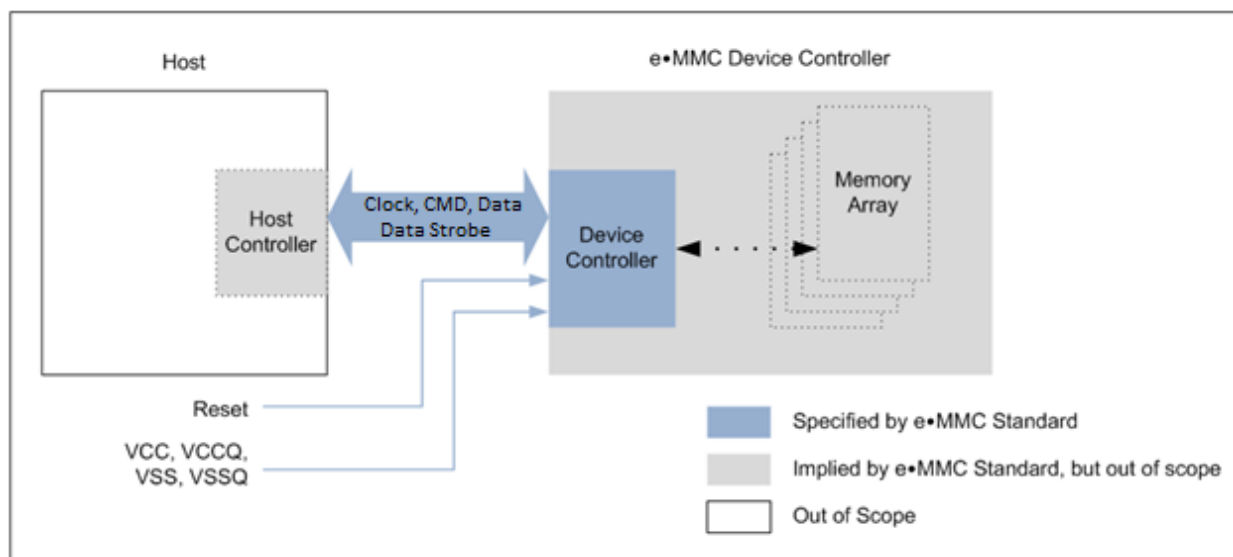 Host
e•MMC Device Controller
Host
Controller
Clock, CMD, Data
Data Strobe
Device
Controller
Memory
Array
Reset
VCC, VCCQ,
VSS, VSSQ
Specified by e•MMC Standard
Implied by e•MMC Standard, but out of scope
Out of Scope